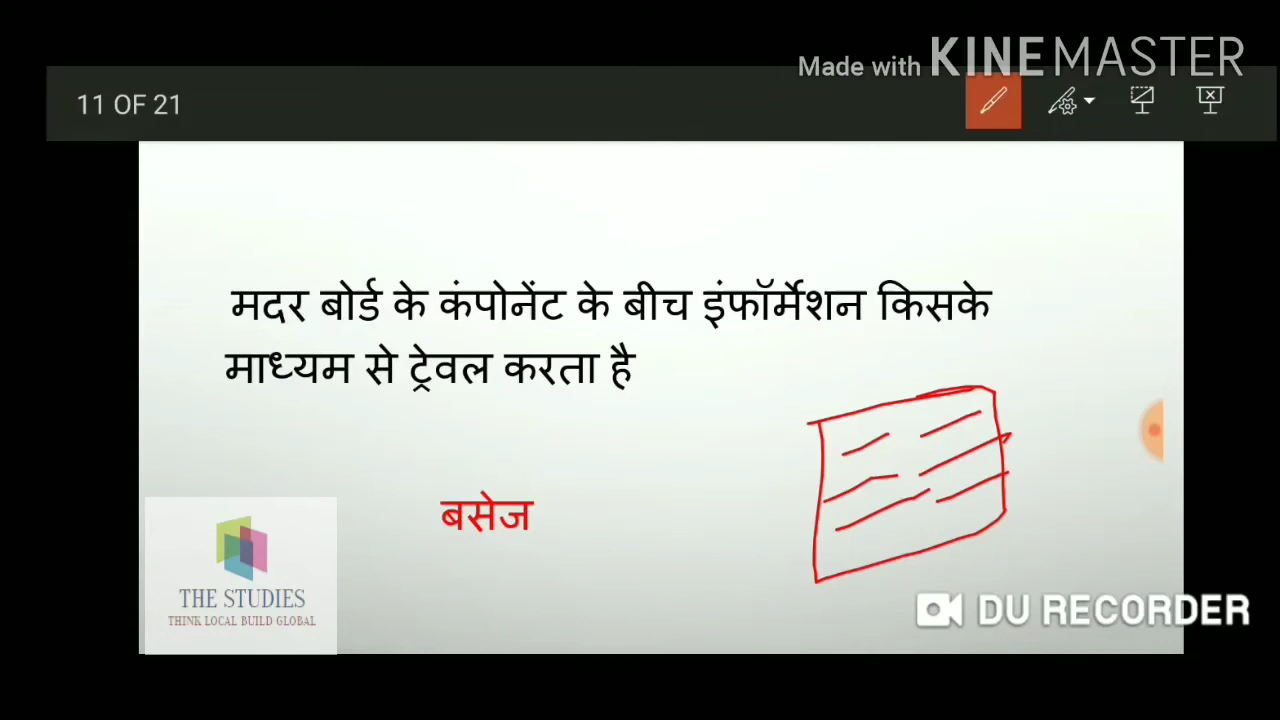 Made with KINEMASTER
11 OF 21
मदर बोर्ड के कंपोनेंट के बीच इंफॉर्मेशन किसके
माध्यम से ट्रेवल करता है
बसेज
THE STUDIES
THINK LOCAL BUILD GLOBAL
DU RECORDER